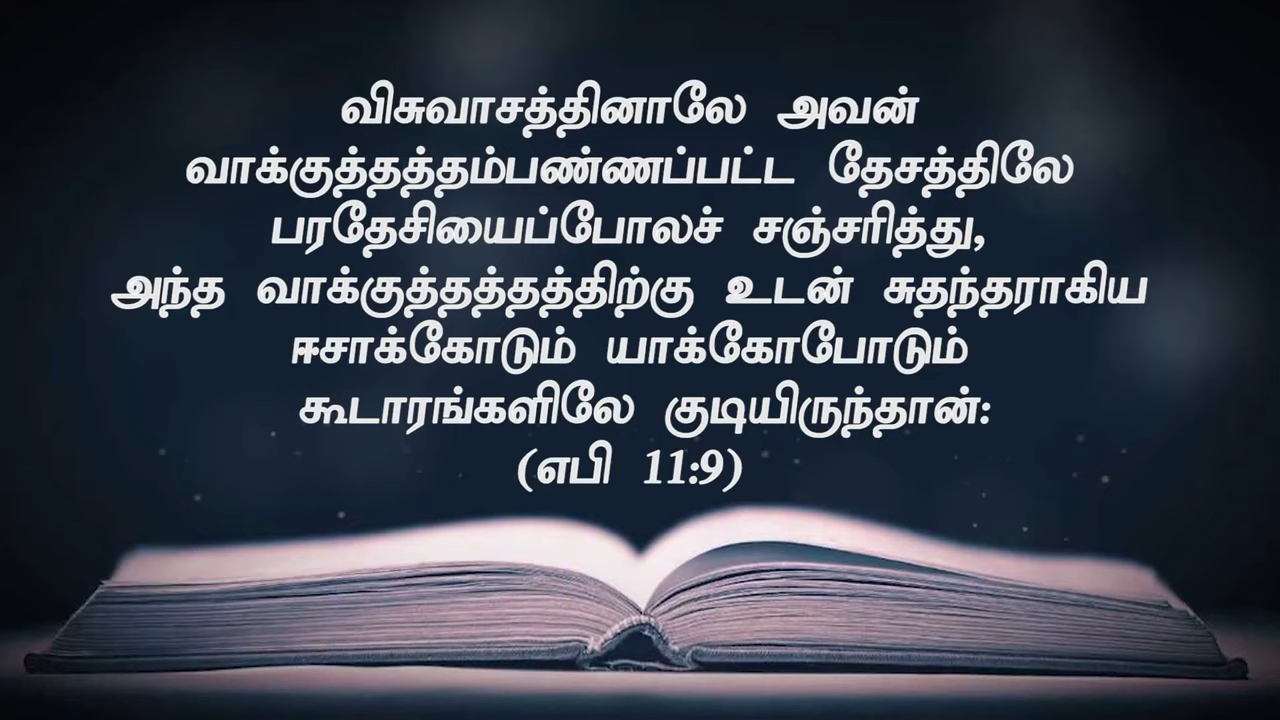 விசுவாசத்தினாலே அவன்
வாக்குத்தத்தம்பண்ணப்பட்ட தேசத்திலே
பரதேசியைப்போலச் சஞ்சரித்து,
அந்த வாக்குத்தத்தத்திற்கு உடன் சுதந்தராகிய
ஈசாக்கோடும் யாக்கோபோடும்
கூடாரங்களிலே குடியிருந்தான்:
(எபி 11:9)